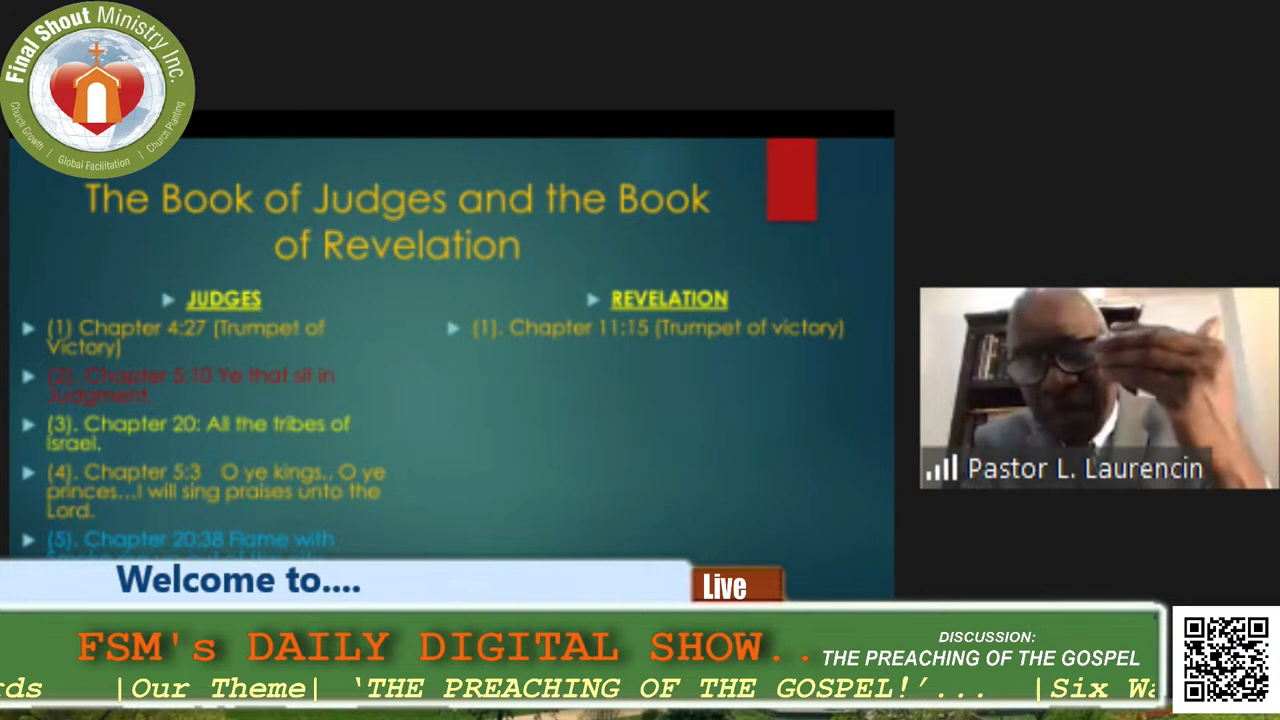 Final Shout Ministry Inc.
Church Growth | Global Facilitation | Church Planting
The Book of Judges and the Book
of Revelation
JUDGES
(1) Chapter 4:27 (Trumpet of
Victory)
(2). Chapter 5:10 Ye that sit in
Judgment.
(3). Chapter 20: All the tribes of
Israel.
(4). Chapter 5:3 O ye kings.. O ye
princes...I will sing praises unto the
Lord.
(5). Chapter 20:38 Flame with
REVELATION
(1). Chapter 11:15 (Trumpet of victory)
Pastor L. Laurencin
Welcome to....
Live
FSM's DAILY DIGITAL SHOW..
DISCUSSION:
THE PREACHING OF THE GOSPEL
rds |Our Theme| ‘THE PREACHING OF THE GOSPEL!’... |Six Wa